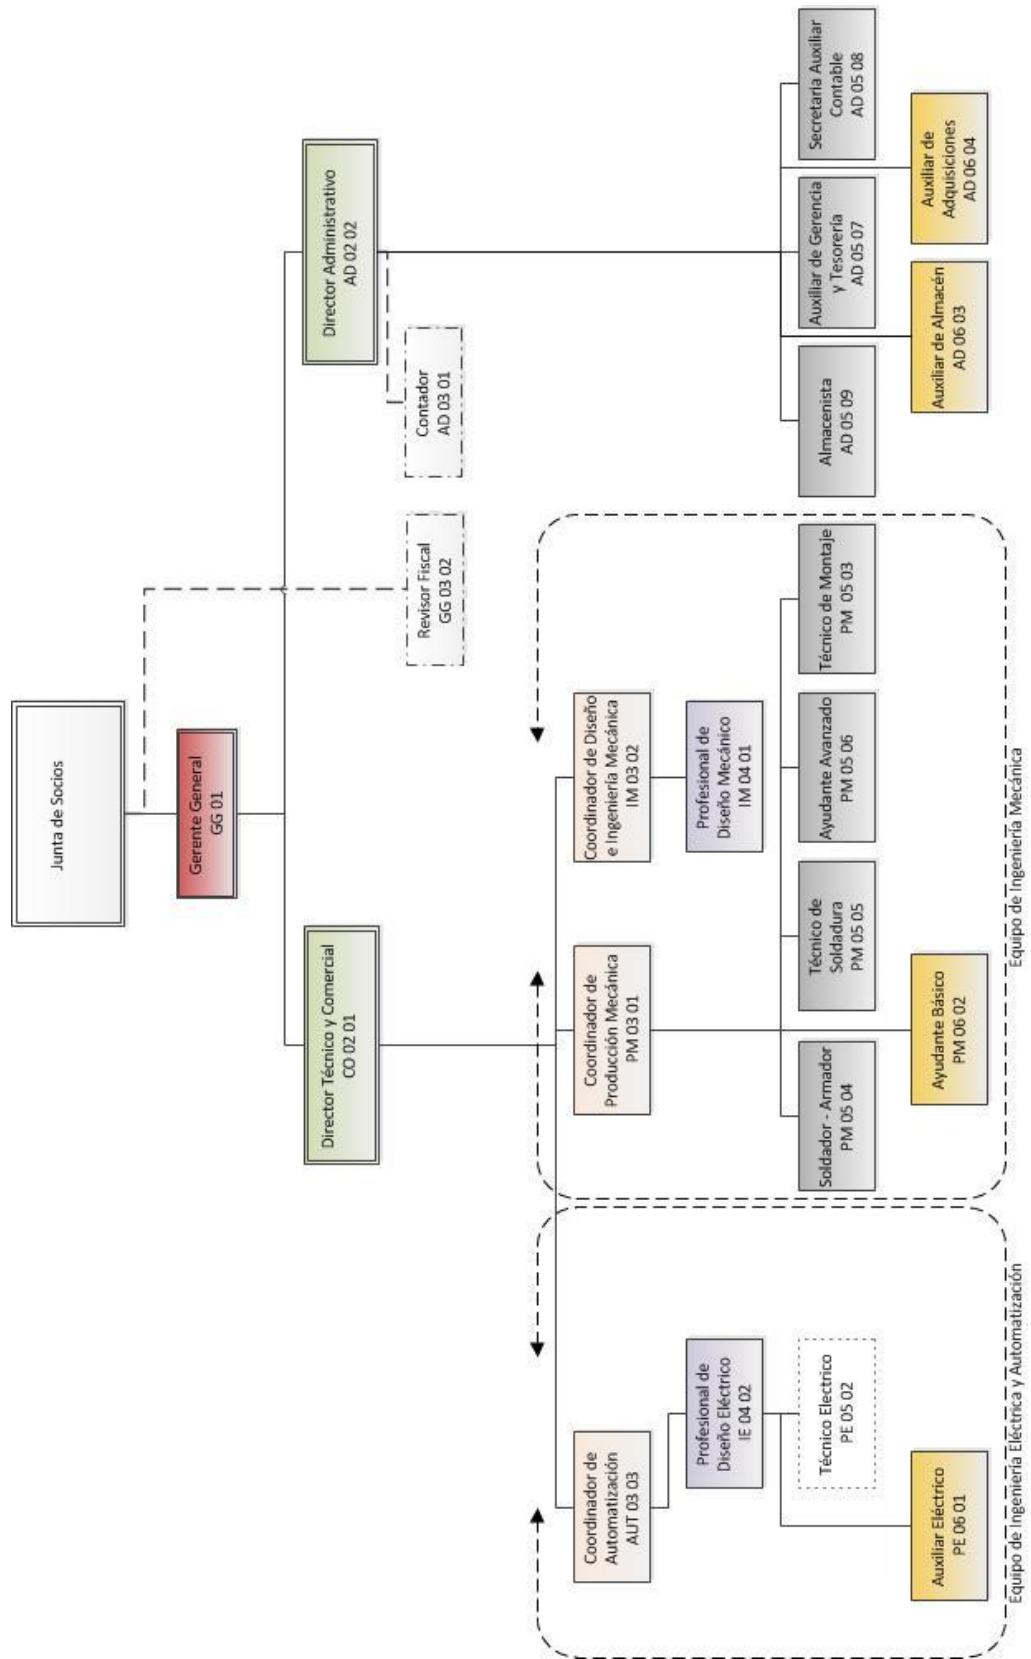 Junta de Socios
Gerente General
GG 01
Director Técnico y Comercial
CO 02 01
Director Administrativo
AD 02 02
Revisor Fiscal
GG 03 02
Contador
AD 03 01
Coordinador de
Automatización
AUT 03 03
Coordinador de
Producción Mecánica
PM 03 01
Coordinador de Diseño
e Ingeniería Mecánica
IM 03 02
Profesional de
Diseño Eléctrico
IE 04 02
Profesional de
Diseño Mecánico
IM 04 01
Técnico Electrico
PE 05 02
Soldador - Armador
PM 05 04
Técnico de
Soldadura
PM 05 05
Ayudante Avanzado
PM 05 06
Técnico de Montaje
PM 05 03
Almacenista
AD 05 09
Auxiliar de Gerencia
y Tesorería
AD 05 07
Secretaria Auxiliar
Contable
AD 05 08
Auxiliar Eléctrico
PE 06 01
Ayudante Básico
PM 06 02
Auxiliar de Almacén
AD 06 03
Auxiliar de
Adquisiciones
AD 06 04
Equipo de Ingeniería Eléctrica y Automatización
Equipo de Ingeniería Mecánica